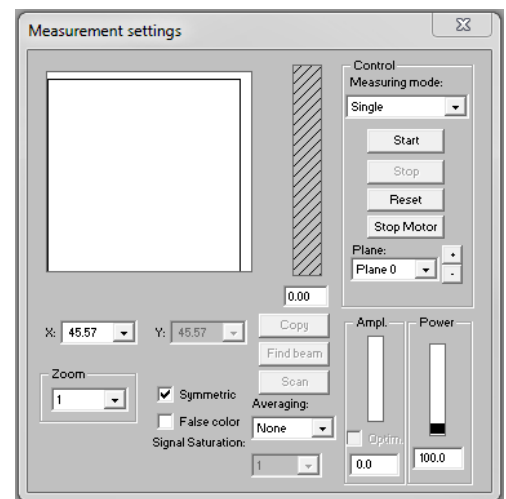 Measurement settings
Control
Measuring mode:
Single
Start
Stop
Reset
Stop Motor
Plane:
Plane 0
+
-
0.00
X: 45.57
Y: 45.57
Copy
Find beam
Scan
Zoom
1
Symmetric
False color
Signal Saturation:
1
Averaging:
None
Ampl.
Optim.
0.0
Power
100.0